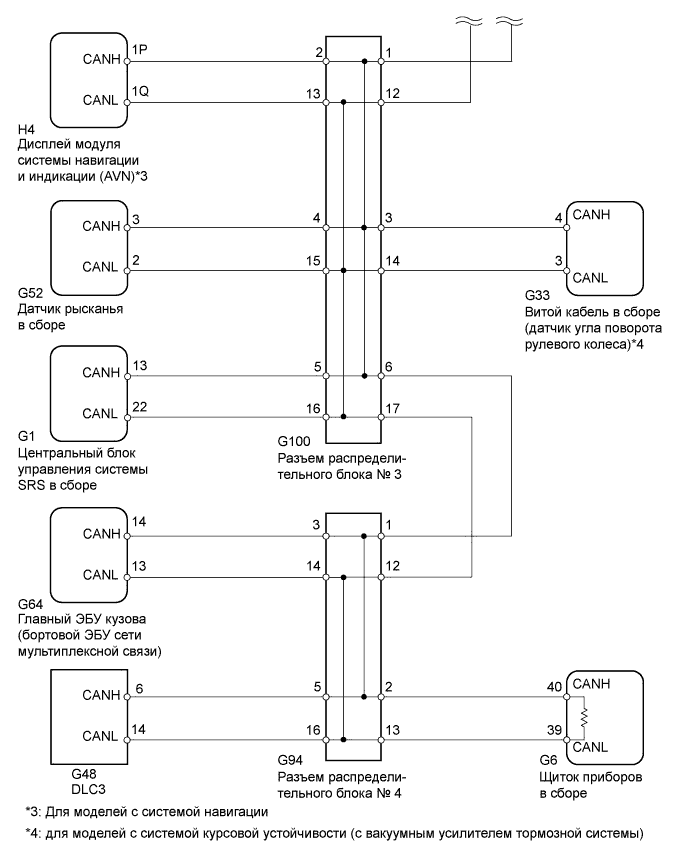 CANH 1P 2 1
CANL 1Q 13 12
H4
Дисплей модуля
системы навигации
и индикации (AVN)*3
CANH 3 4 3 4 CANH
CANL 2 15 14 3 CANL
G52
Датчик рысканья
в сборе
G33
Витой кабель в сборе
(датчик угла поворота
рулевого колеса)*4
CANH 13 5 6
CANL 22 16 17
G1
Центральный блок
управления системы
SRS в сборе
G100
Разъем распредели-
тельного блока № 3
CANH 14 3 1
CANL 13 14 12
G64
Главный ЭБУ кузова
(бортовой ЭБУ сети
мультиплексной связи)
CANH 6 5 2 40 CANH
CANL 14 16 13 39 CANL
G48
DLC3
G94
Разъем распредели-
тельного блока № 4
G6
Щиток приборов
в сборе
*3: Для моделей с системой навигации
*4: для моделей с системой курсовой устойчивости (с вакуумным усилителем тормозной системы)